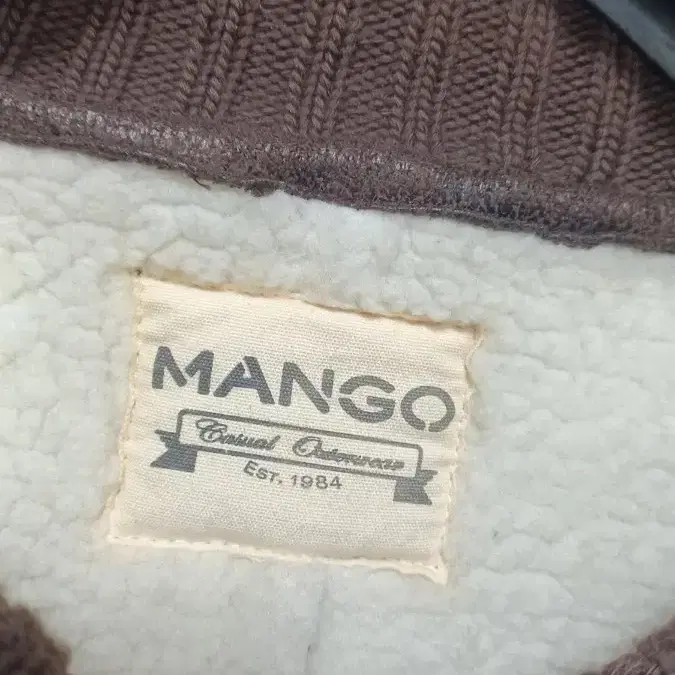 MANGO
Casual Outerwear
EST. 1984